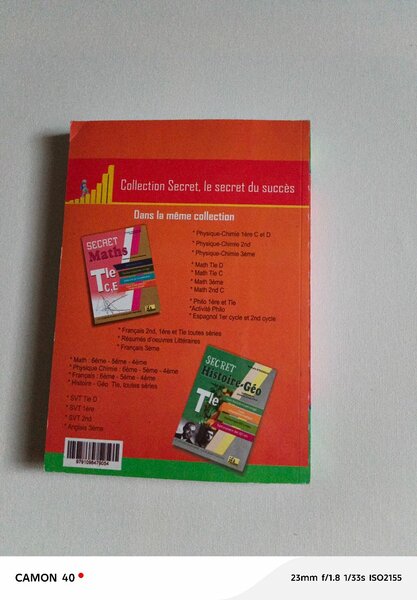 Collection Secret, le secret du succès
Dans la même collection
SECRET
Maths
Tle
C,E
* Physique-Chimie 1ère C et D
* Physique-Chimie 2nd
* Physique-Chimie 3ème
* Math Tle D
* Math Tle C
* Math 3ème
* Math 2nd C
* Philo 1ère et Tle
*Activité Philo
* Espagnol 1er cycle et 2nd cycle
* Français 2nd, 1ère et Tle toutes séries
* Résumés d'oeuvres Littéraires
* Français 3ème
* Math : 6ème - 5ème - 4ème
* Physique Chimie : 6ème - 5ème - 4ème
* Français : 6ème - 5ème - 4ème
* Histoire - Géo Tle, toutes séries
SECRET
Histoire-Géo
Tle
* SVT Tle D
* SVT 1ère
* SVT 2nd
* Anglais 3ème
9791096479054
CAMON 40
23mm f/1.8 1/33s ISO2155